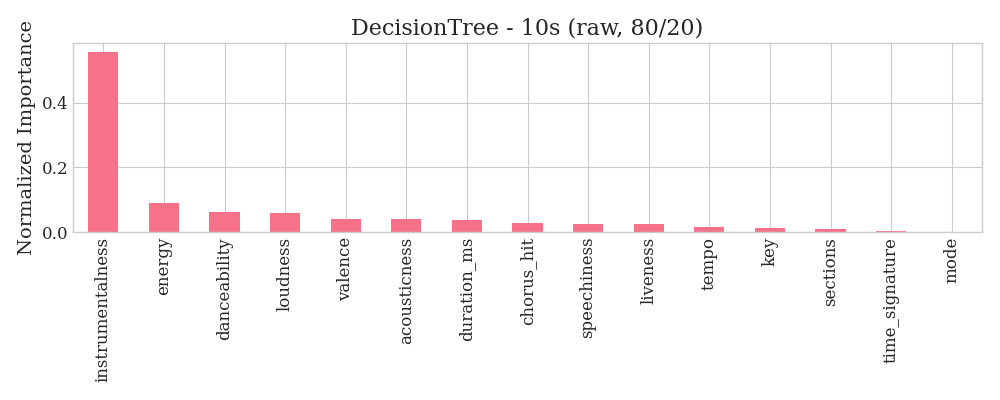 DecisionTree - 10s (raw, 80/20)
Normalized Importance
0.4
0.2
0.0
instrumentalness
energy
danceability
loudness
valence
acousticness
duration_ms
chorus_hit
speechiness
liveness
tempo
key
sections
time_signature
mode